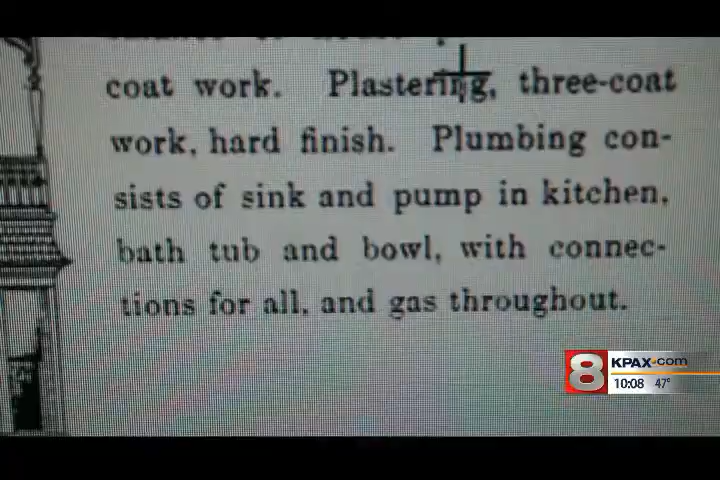 coat work. Plastering, three-coat
work, hard finish. Plumbing con-
sists of sink and pump in kitchen,
bath tub and bowl, with connec-
tions for all, and gas throughout.
8 KPAX.com
10:08 47°